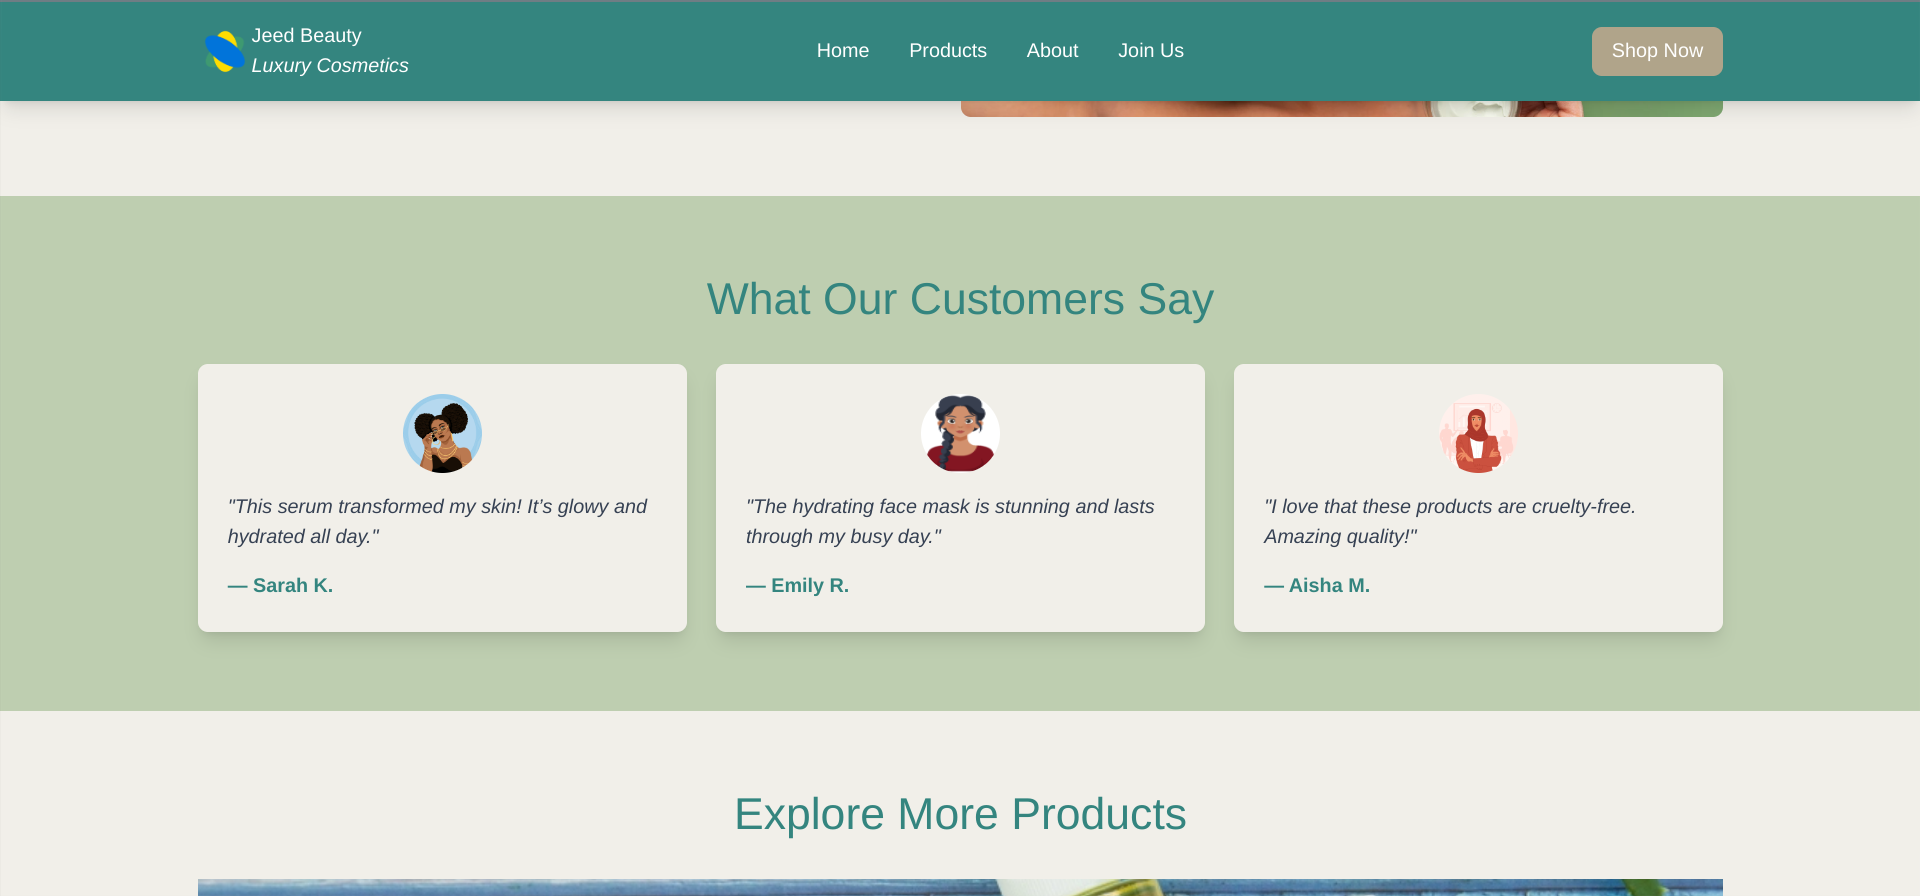 Jeed Beauty
Luxury Cosmetics
Home
Products
About
Join Us
Shop Now
What Our Customers Say
"This serum transformed my skin! It’s glowy and
hydrated all day."
— Sarah K.
"The hydrating face mask is stunning and lasts
through my busy day."
— Emily R.
"I love that these products are cruelty-free.
Amazing quality!"
— Aisha M.
Explore More Products